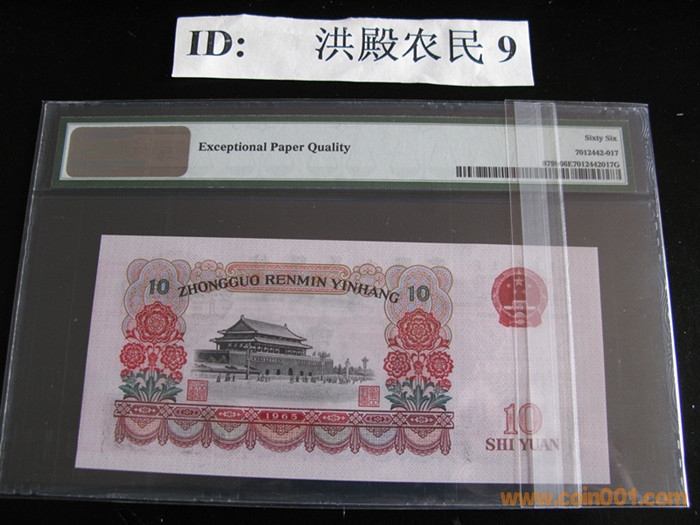 ID: 洪殿农民 9
Exceptional Paper Quality
Sixty Six
7012442-017
ZHONGGUO RENMIN YINHANG
10 10
1965
10
SHI YUAN
www.coin001.com